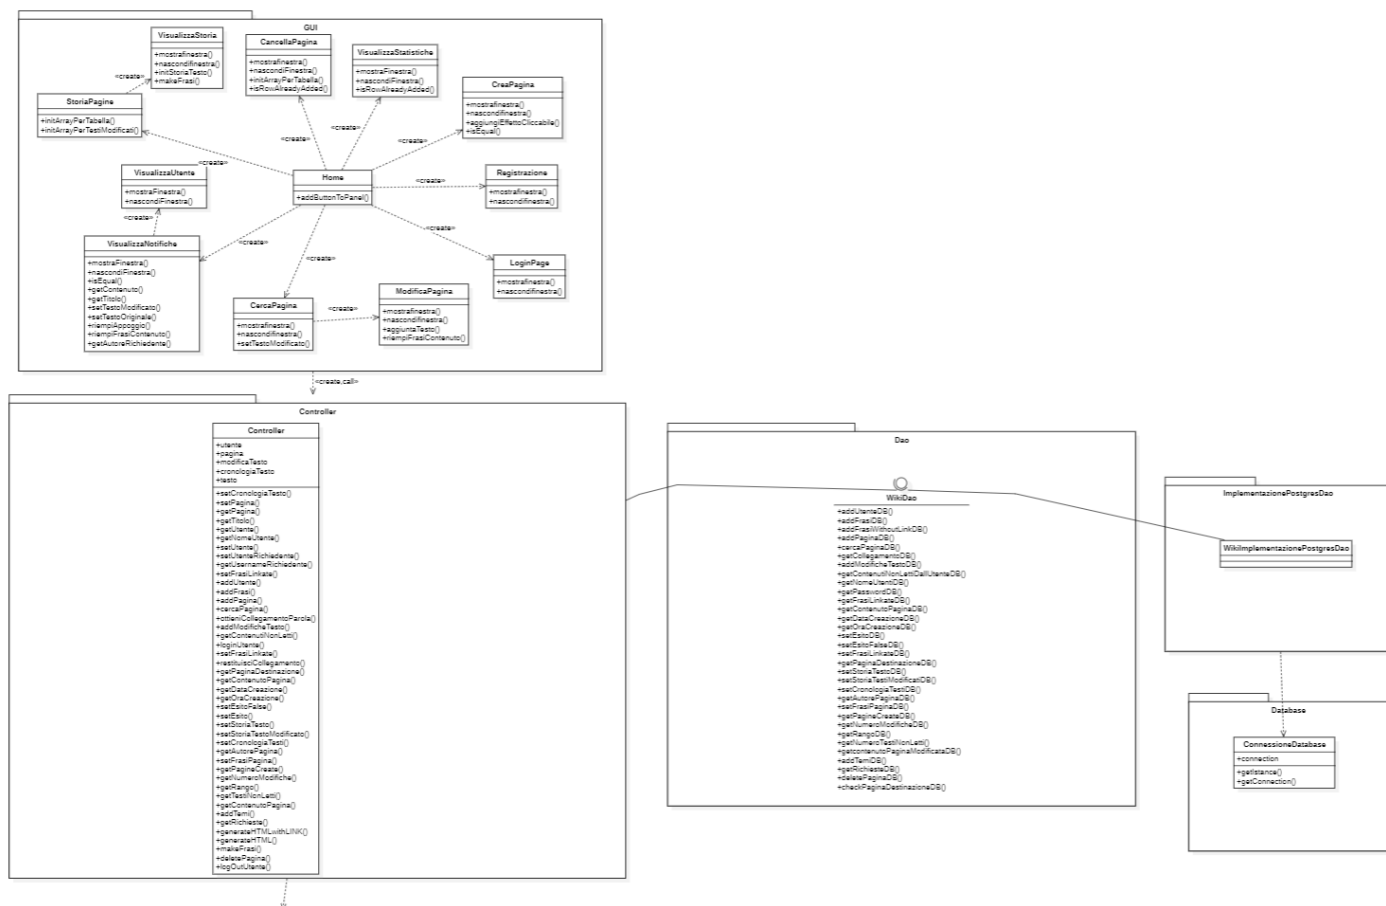 GUI
VisualizzaStoria
+mostrafinestra()
+nascondifinestra()
+initStoriaTesto()
+makeFrasi()
CancellaPagina
+mostrafinestra()
+nascondiFinestra()
+initArrayPerTabella()
+isRowAlreadyAdded()
VisualizzaStatistiche
+mostraFinestra()
+nascondiFinestra()
+isRowAlreadyAdded()
CreaPagina
+mostrafinestra()
+nascondifinestra()
+aggiungiEffettoCliccabile()
+isEqual()
«create»
StoriaPagine
+initArrayPerTabella()
+initArrayPerTestiModificati()
«create»
«create»
«create»
«create»
VisualizzaUtente
+mostraFinestra()
+nascondiFinestra()
Home
+addButtonToPanel()
«create»
Registrazione
+mostrafinestra()
+nascondifinestra()
«create»
VisualizzaNotifiche
+mostraFinestra()
+nascondiFinestra()
+isEqual()
+getContenuto()
+getTitolo()
+setTestoModificato()
+setTestoOriginale()
+riempiAppoggio()
+riempiFrasiContenuto()
+getAutoreRichiedente()
«create»
«create»
«create»
LoginPage
+mostrafinestra()
+nascondifinestra()
CercaPagina
+mostrafinestra()
+nascondifinestra()
+setTestoModificato()
«create»
ModificaPagina
+mostrafinestra()
+nascondifinestra()
+aggiuntaTesto()
+riempiFrasiContenuto()
«create,call»
Controller
Controller
+utente
+pagina
+modificaTesto
+cronologiaTesto
+testo
+setCronologiaTesto()
+setPagina()
+getPagina()
+getTitolo()
+getUtente()
+getNomeUtente()
+setUtente()
+setUtenteRichiedente()
+getUsernameRichiedente()
+setFrasiLinkate()
+addUtente()
+addFrasi()
+addPagina()
+cercaPagina()
+ottieniCollegamentoParola()
+addModificheTesto()
+getContenutiNonLetti()
+loginUtente()
+setFrasiLinkate()
+restituisciCollegamento()
+getPaginaDestinazione()
+getContenutoPagina()
+getDataCreazione()
+getOraCreazione()
+setEsitoFalse()
+setEsito()
+setStoriaTesto()
+setStoriaTestoModificato()
+setCronologiaTesti()
+getAutorePagina()
+setFrasiPagina()
+getPagineCreate()
+getNumeroModifiche()
+getRango()
+getTestiNonLetti()
+getContenutoPagina()
+addTemi()
+getRichieste()
+generateHTMLwithLINK()
+generateHTML()
+makeFrasi()
+deletePagina()
+logOutUtente()
Dao
WikiDao
+addUtenteDB()
+addFrasiDB()
+addFrasiWithoutLinkDB()
+addPaginaDB()
+cercaPaginaDB()
+getCollegamentoDB()
+addModificheTestoDB()
+getContenutiNonLettiDallUtenteDB()
+getNomeUtentiDB()
+getPasswordDB()
+getFrasiLinkateDB()
+getContenutoPaginaDB()
+getDataCreazioneDB()
+getOraCreazioneDB()
+setEsitoDB()
+setEsitoFalseDB()
+setFrasiLinkateDB()
+getPaginaDestinazioneDB()
+setStoriaTestoDB()
+setStoriaTestiModificatiDB()
+setCronologiaTestiDB()
+getAutorePaginaDB()
+setFrasiPaginaDB()
+getPagineCreateDB()
+getNumeroModificheDB()
+getRangoDB()
+getNumeroTestiNonLetti()
+getcontenutoPaginaModificataDB()
+addTemiDB()
+getRichiesteDB()
+deletePaginaDB()
+checkPaginaDestinazioneDB()
ImplementazionePostgresDao
WikiImplementazionePostgresDao
Database
ConnessioneDatabase
+connection
+getIstance()
+getConnection()